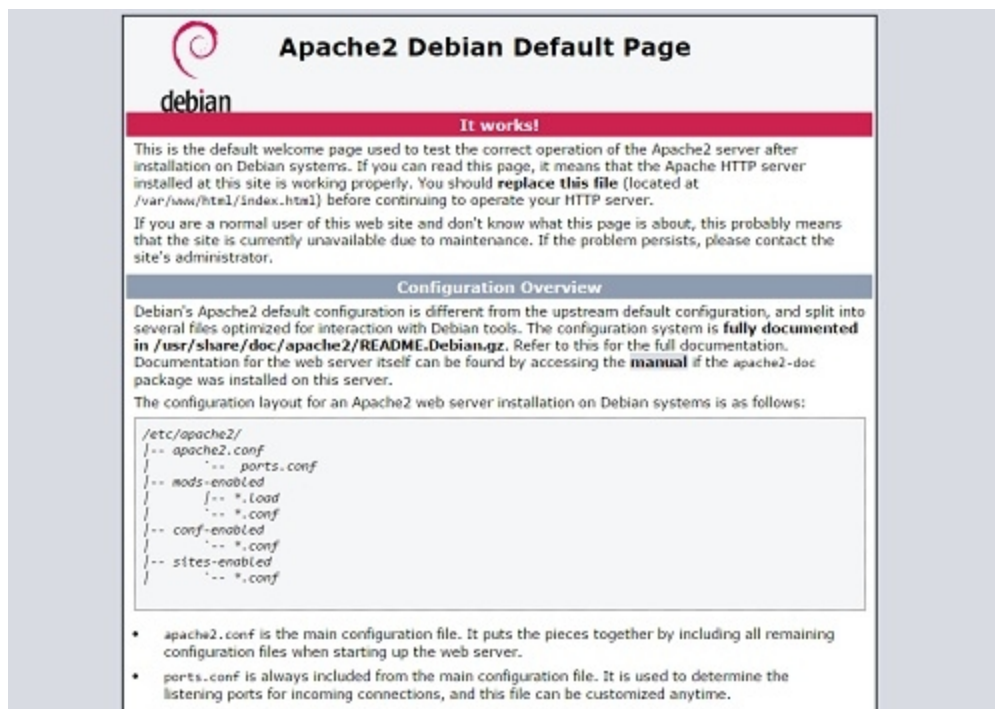 debian
Apache2 Debian Default Page
It works!
This is the default welcome page used to test the correct operation of the Apache2 server after
installation on Debian systems. If you can read this page, it means that the Apache HTTP server
installed at this site is working properly. You should replace this file (located at
/var/www/html/index.html) before continuing to operate your HTTP server.
If you are a normal user of this web site and don't know what this page is about, this probably means
that the site is currently unavailable due to maintenance. If the problem persists, please contact the
site's administrator.
Configuration Overview
Debian's Apache2 default configuration is different from the upstream default configuration, and split into
several files optimized for interaction with Debian tools. The configuration system is fully documented
in /usr/share/doc/apache2/README.Debian.gz. Refer to this for the full documentation.
Documentation for the web server itself can be found by accessing the manual if the apache2-doc
package was installed on this server.
The configuration layout for an Apache2 web server installation on Debian systems is as follows:
/etc/apache2/
|-- apache2.conf
|       `--  ports.conf
|-- mods-enabled
|       |-- *.load
|       `-- *.conf
|-- conf-enabled
|       `-- *.conf
|-- sites-enabled
|       `-- *.conf
• apache2.conf is the main configuration file. It puts the pieces together by including all remaining
configuration files when starting up the web server.
• ports.conf is always included from the main configuration file. It is used to determine the
listening ports for incoming connections, and this file can be customized anytime.